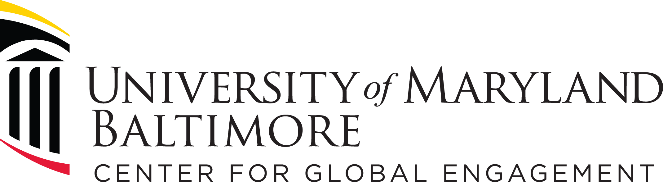 UNIVERSITY of MARYLAND
BALTIMORE
CENTER FOR GLOBAL ENGAGEMENT